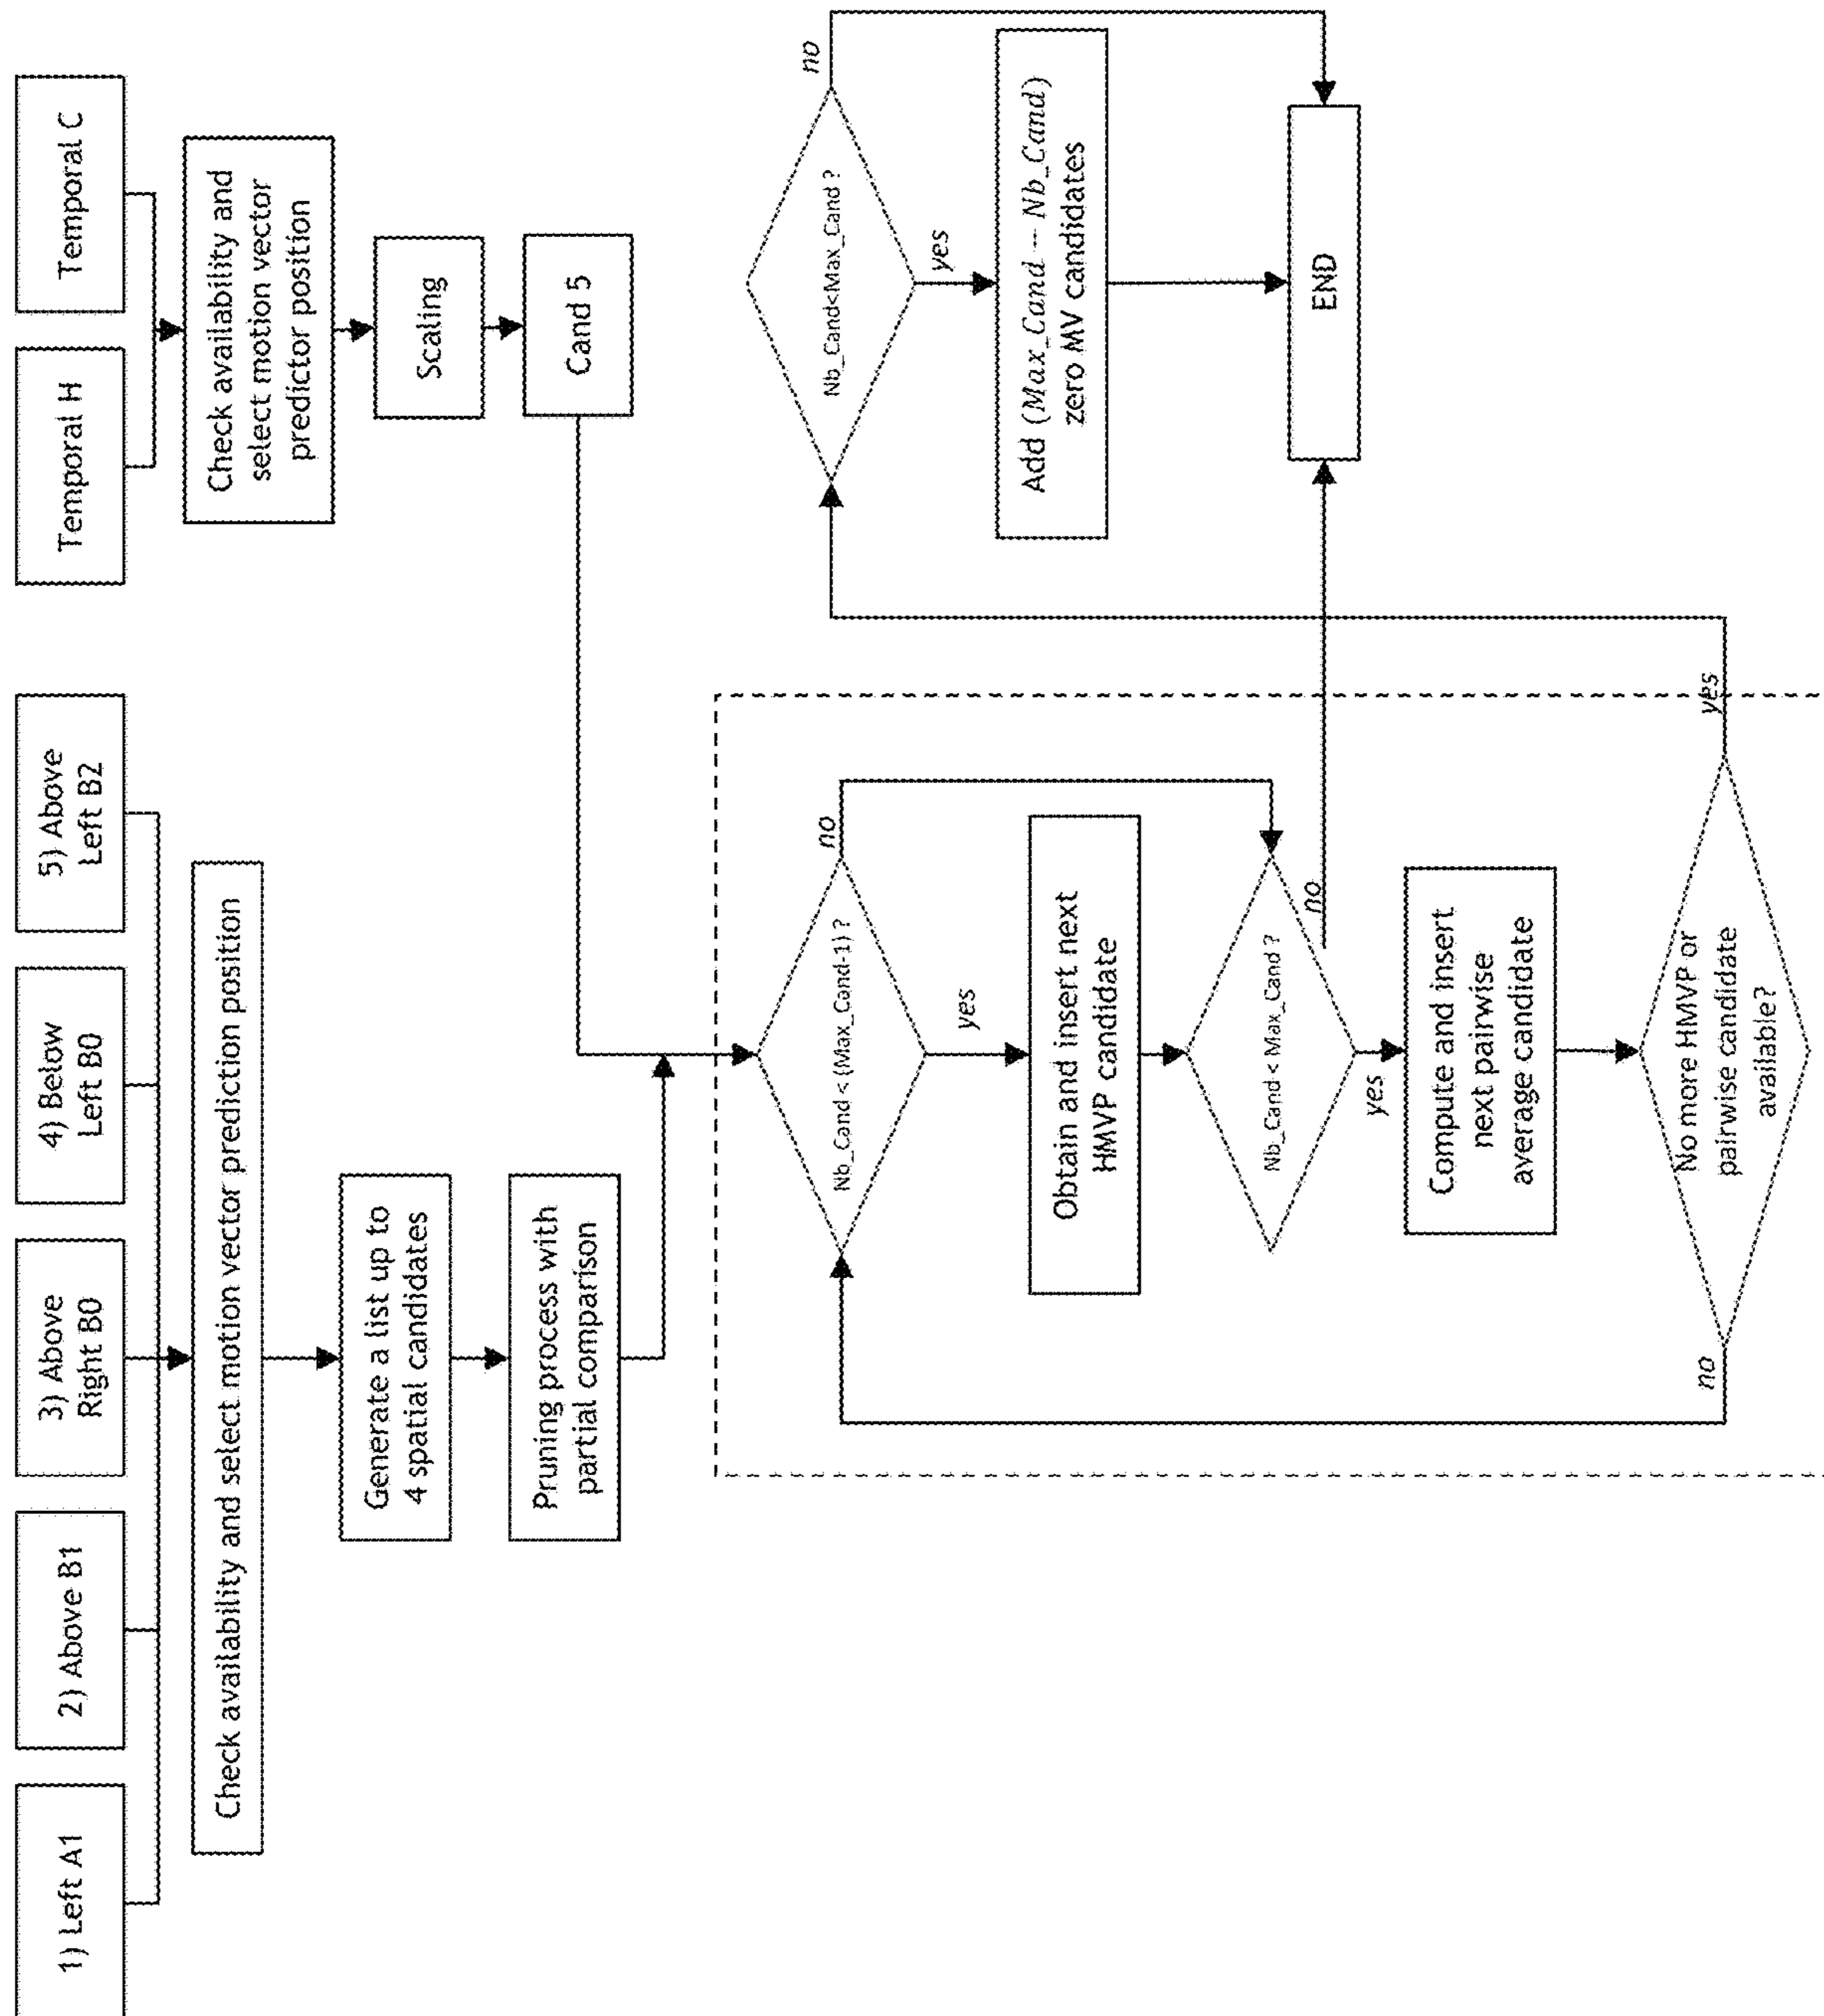 1) Left A1
2) Above B1
3) Above
Right B0
4) Below
Left B0
5) Above
Left B2
Temporal H
Temporal C
Check availability and select motion vector prediction position
Check availability and
select motion vector
predictor position
Generate a list up to
4 spatial candidates
Scaling
Pruning process with
partial comparison
Cand 5
Nb_Cand < (Max_Cand-1) ?
no
yes
Obtain and insert next
HMVP candidate
Nb_Cand < Max_Cand ?
no
yes
Compute and insert
next pairwise
average candidate
No more HMVP or
pairwise candidate
available?
no
yes
Nb_Cand<Max_Cand ?
no
yes
Add (Max_Cand - Nb_Cand)
zero MV candidates
END